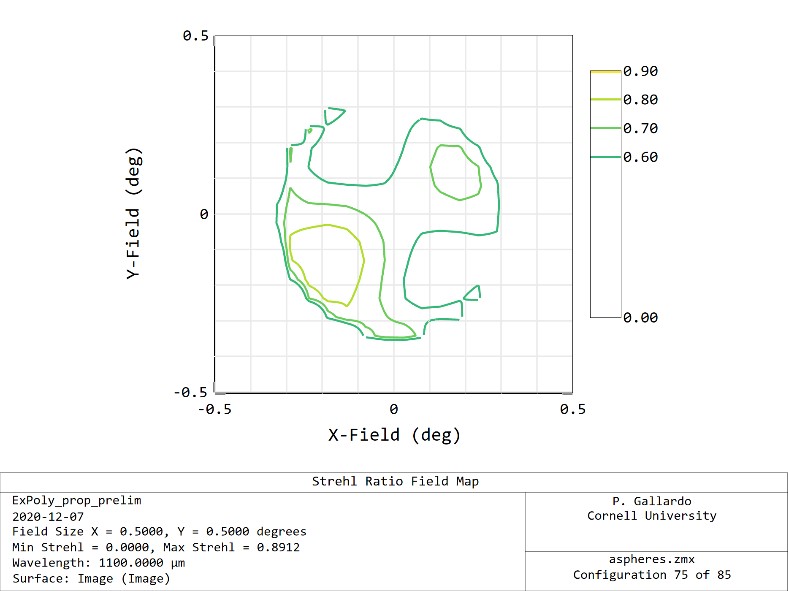 0.5
0
-0.5
Y-Field (deg)
-0.5
0
0.5
X-Field (deg)
0.90
0.80
0.70
0.60
0.00
Strehl Ratio Field Map
ExPoly_prop_prelim
2020-12-07
Field Size X = 0.5000, Y = 0.5000 degrees
Min Strehl = 0.0000, Max Strehl = 0.8912
Wavelength: 1100.0000 µm
Surface: Image (Image)
P. Gallardo
Cornell University
aspheres.zmx
Configuration 75 of 85